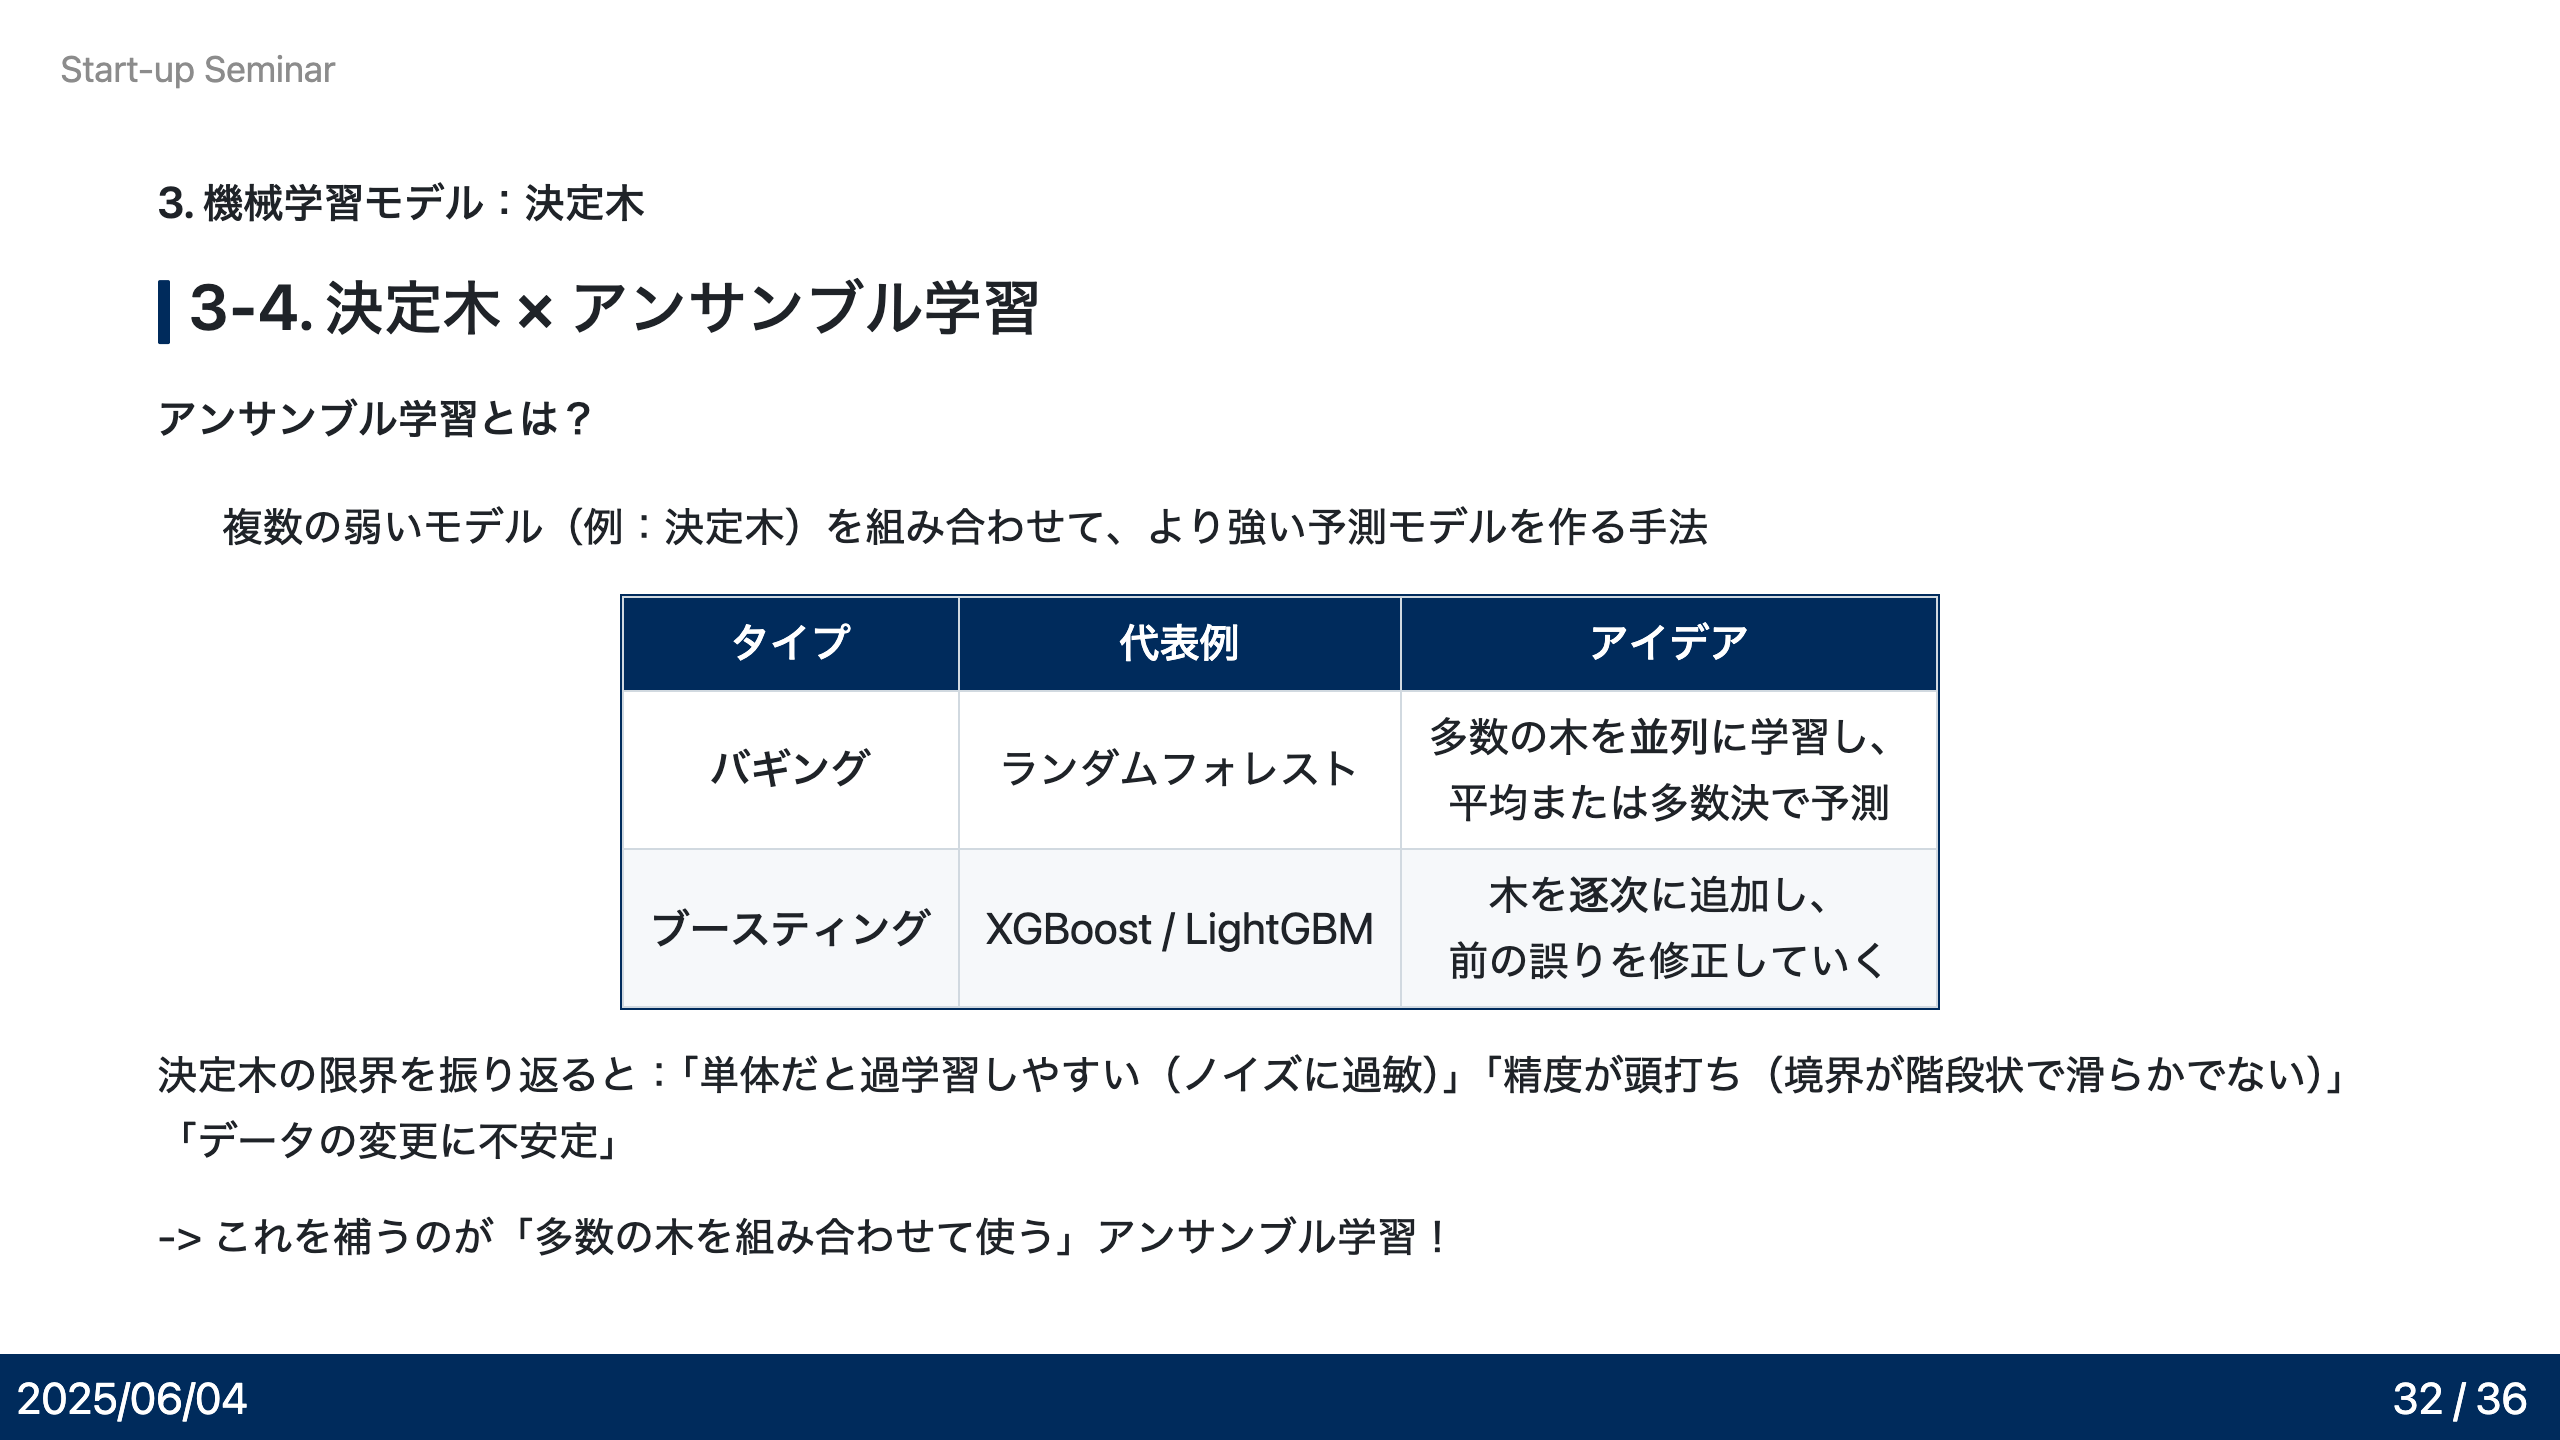 Start-up Seminar
3. 機械学習モデル：決定木
3-4. 決定木 × アンサンブル学習
アンサンブル学習とは？
複数の弱いモデル（例：決定木）を組み合わせて、より強い予測モデルを作る手法
タイプ 代表例 アイデア
バギング ランダムフォレスト 多数の木を並列に学習し、
平均または多数決で予測
ブースティング XGBoost / LightGBM 木を逐次に追加し、
前の誤りを修正していく
決定木の限界を振り返ると：「単体だと過学習しやすい（ノイズに過敏）」「精度が頭打ち（境界が階段状で滑らかでない）」
「データの変更に不安定」
-> これを補うのが「多数の木を組み合わせて使う」アンサンブル学習！
2025/06/04
32 / 36